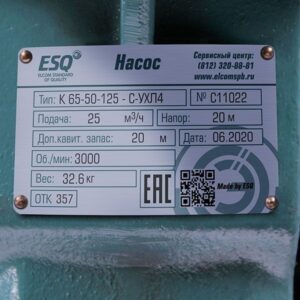 ESQ
ELCOM STANDARD
OF QUALITY
Насос
Сервисный центр:
(812) 320-88-81
www.elcomspb.ru
Тип: К 65-50-125 - С-УХЛ4 № С11022
Подача: 25 м³/ч Напор: 20 м
Доп.кавит. запас: 20 м Дата: 06.2020
Об./мин: 3000
Вес: 32.6 кг
ОТК 357
EAC
Made by ESQ